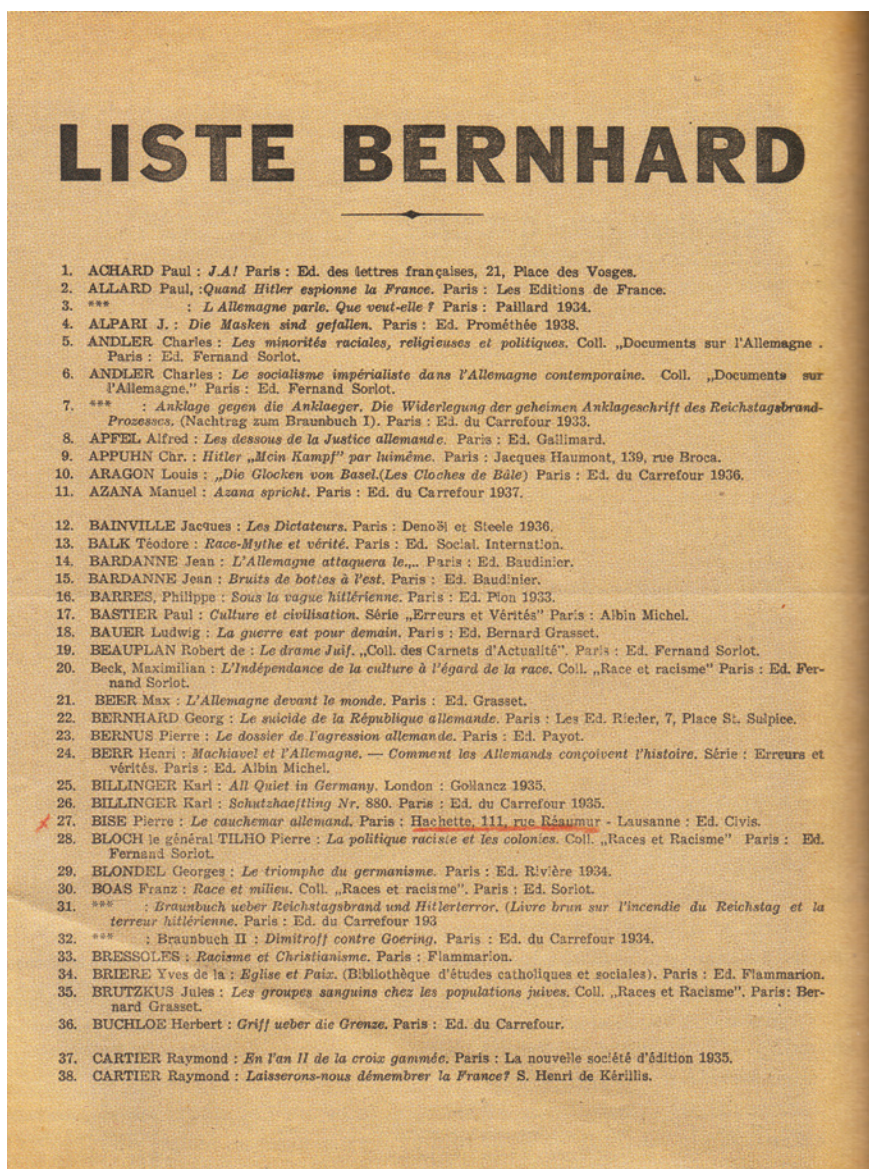 LISTE BERNHARD
1. ACHARD Paul : J.A! Paris : Ed. des lettres françaises, 21, Place des Vosges.
2. ALLARD Paul, :Quand Hitler espionne la France. Paris : Les Editions de France.
3. *** : L Allemagne parle. Que veut-elle ? Paris : Paillard 1934.
4. ALPARI J. : Die Masken sind gefallen. Paris : Ed. Prométhée 1938.
5. ANDLER Charles : Les minorités raciales, religieuses et politiques. Coll. „Documents sur l'Allemagne .
Paris : Ed. Fernand Sorlot.
6. ANDLER Charles : Le socialisme impérialiste dans l'Allemagne contemporaine. Coll. „Documents sur
l'Allemagne." Paris : Ed. Fernand Sorlot.
7. *** : Anklage gegen die Anklaeger. Die Widerlegung der geheimen Anklageschrift des Reichstagsbrand-
Prozesses. (Nachtrag zum Braunbuch I). Paris : Ed. du Carrefour 1933.
8. APFEL Alfred : Les dessous de la Justice allemande. Paris : Ed. Gallimard.
9. APPUHN Chr. : Hitler „Mein Kampf" par luimême. Paris : Jacques Haumont, 139, rue Broca.
10. ARAGON Louis : „Die Glocken von Basel.(Les Cloches de Bâle) Paris : Ed. du Carrefour 1936.
11. AZANA Manuel : Azana spricht. Paris : Ed. du Carrefour 1937.
12. BAINVILLE Jacques : Les Dictateurs. Paris : Denoël et Steele 1936.
13. BALK Téodore : Race-Mythe et vérité. Paris : Ed. Social. Internation.
14. BARDANNE Jean : L'Allemagne attaquera le.,.. Paris : Ed. Baudinier.
15. BARDANNE Jean : Bruits de bottes à l'est. Paris : Ed. Baudinier.
16. BARRES, Philippe : Sous la vague hitlérienne. Paris : Ed. Plon 1933.
17. BASTIER Paul : Culture et civilisation. Série „Erreurs et Vérités" Paris : Albin Michel.
18. BAUER Ludwig : La guerre est pour demain. Paris : Ed. Bernard Grasset.
19. BEAUPLAN Robert de : Le drame Juif. „Coll. des Carnets d'Actualité". Paris : Ed. Fernand Sorlot.
20. Beck, Maximilian : L'Indépendance de la culture à l'égard de la race. Coll. „Race et racisme" Paris : Ed. Fer-
nand Sorlot.
21. BEER Max : L'Allemagne devant le monde. Paris : Ed. Grasset.
22. BERNHARD Georg : Le suicide de la République allemande. Paris : Les Ed. Rieder, 7, Place St. Sulpice.
23. BERNUS Pierre : Le dossier de l'agression allemande. Paris : Ed. Payot.
24. BERR Henri : Machiavel et l'Allemagne. — Comment les Allemands conçoivent l'histoire. Série : Erreurs et
vérités. Paris : Ed. Albin Michel.
25. BILLINGER Karl : All Quiet in Germany. London : Gollancz 1935.
26. BILLINGER Karl : Schutzhaeftling Nr. 880. Paris : Ed. du Carrefour 1935.
27. BISE Pierre : Le cauchemar allemand. Paris : Hachette, 111, rue Réaumur - Lausanne : Ed. Civis.
28. BLOCH le général TILHO Pierre : La politique raciste et les colonies. Coll. „Races et Racisme" Paris : Ed.
Fernand Sorlot.
29. BLONDEL Georges : Le triomphe du germanisme. Paris : Ed. Rivière 1934.
30. BOAS Franz : Race et milieu. Coll. „Races et racisme". Paris : Ed. Sorlot.
31. *** : Braunbuch ueber Reichstagsbrand und Hitlerterror. (Livre brun sur l'incendie du Reichstag et la
terreur hitlérienne. Paris : Ed. du Carrefour 193
32. *** : Braunbuch II : Dimitroff contre Goering. Paris : Ed. du Carrefour 1934.
33. BRESSOLES : Racisme et Christianisme. Paris : Flammarion.
34. BRIERE Yves de la : Eglise et Paix. (Bibliothèque d'études catholiques et sociales). Paris : Ed. Flammarion.
35. BRUTZKUS Jules : Les groupes sanguins chez les populations juives. Coll. „Races et Racisme". Paris: Ber-
nard Grasset.
36. BUCHLOE Herbert : Griff ueber die Grenze. Paris : Ed. du Carrefour.
37. CARTIER Raymond : En l'an II de la croix gammée. Paris : La nouvelle société d'édition 1935.
38. CARTIER Raymond : Laisserons-nous démembrer la France? S. Henri de Kérillis.